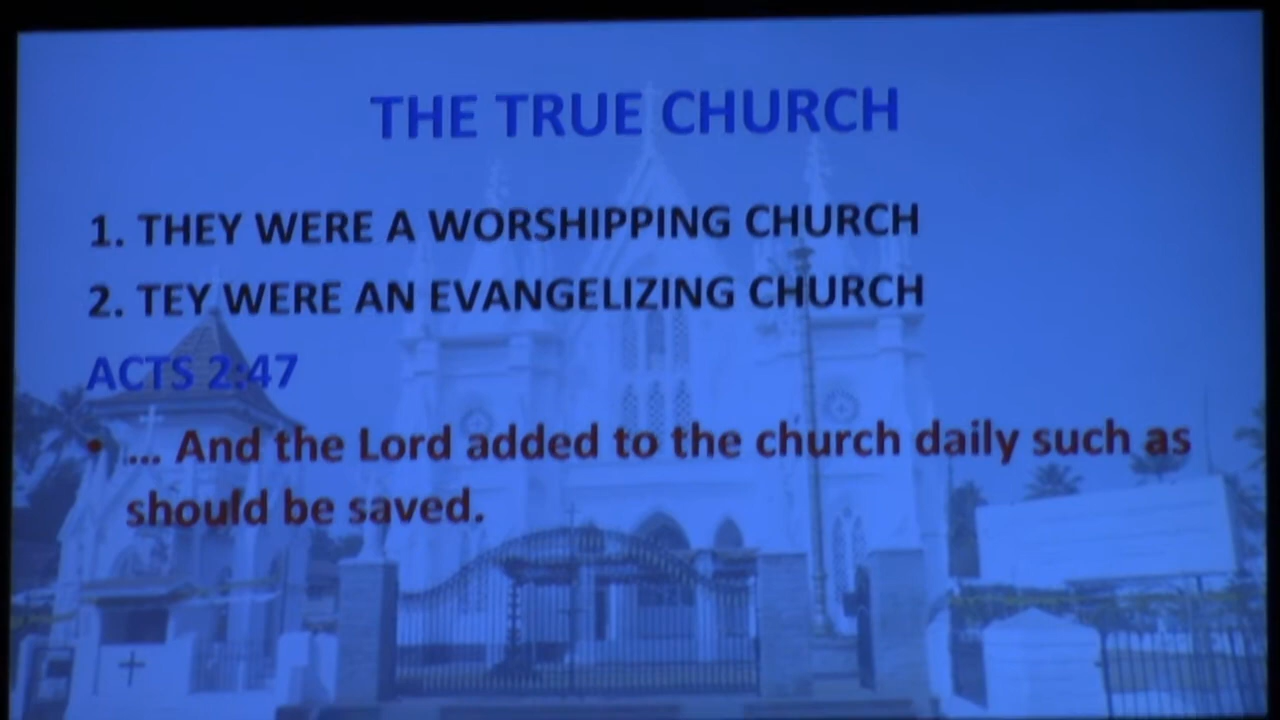 THE TRUE CHURCH
1. THEY WERE A WORSHIPPING CHURCH
2. TEY WERE AN EVANGELIZING CHURCH
ACTS 2:47
• ... And the Lord added to the church daily such as
should be saved.